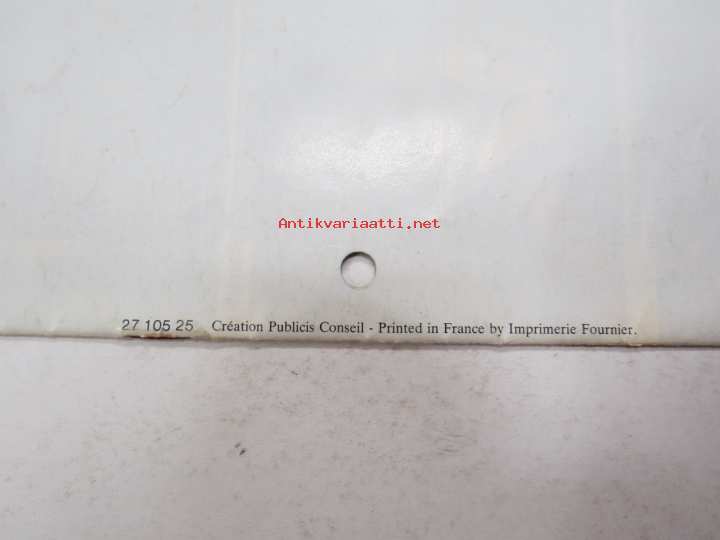 Antikvariaatti.net
27 105 25 Création Publicis Conseil - Printed in France by Imprimerie Fournier.